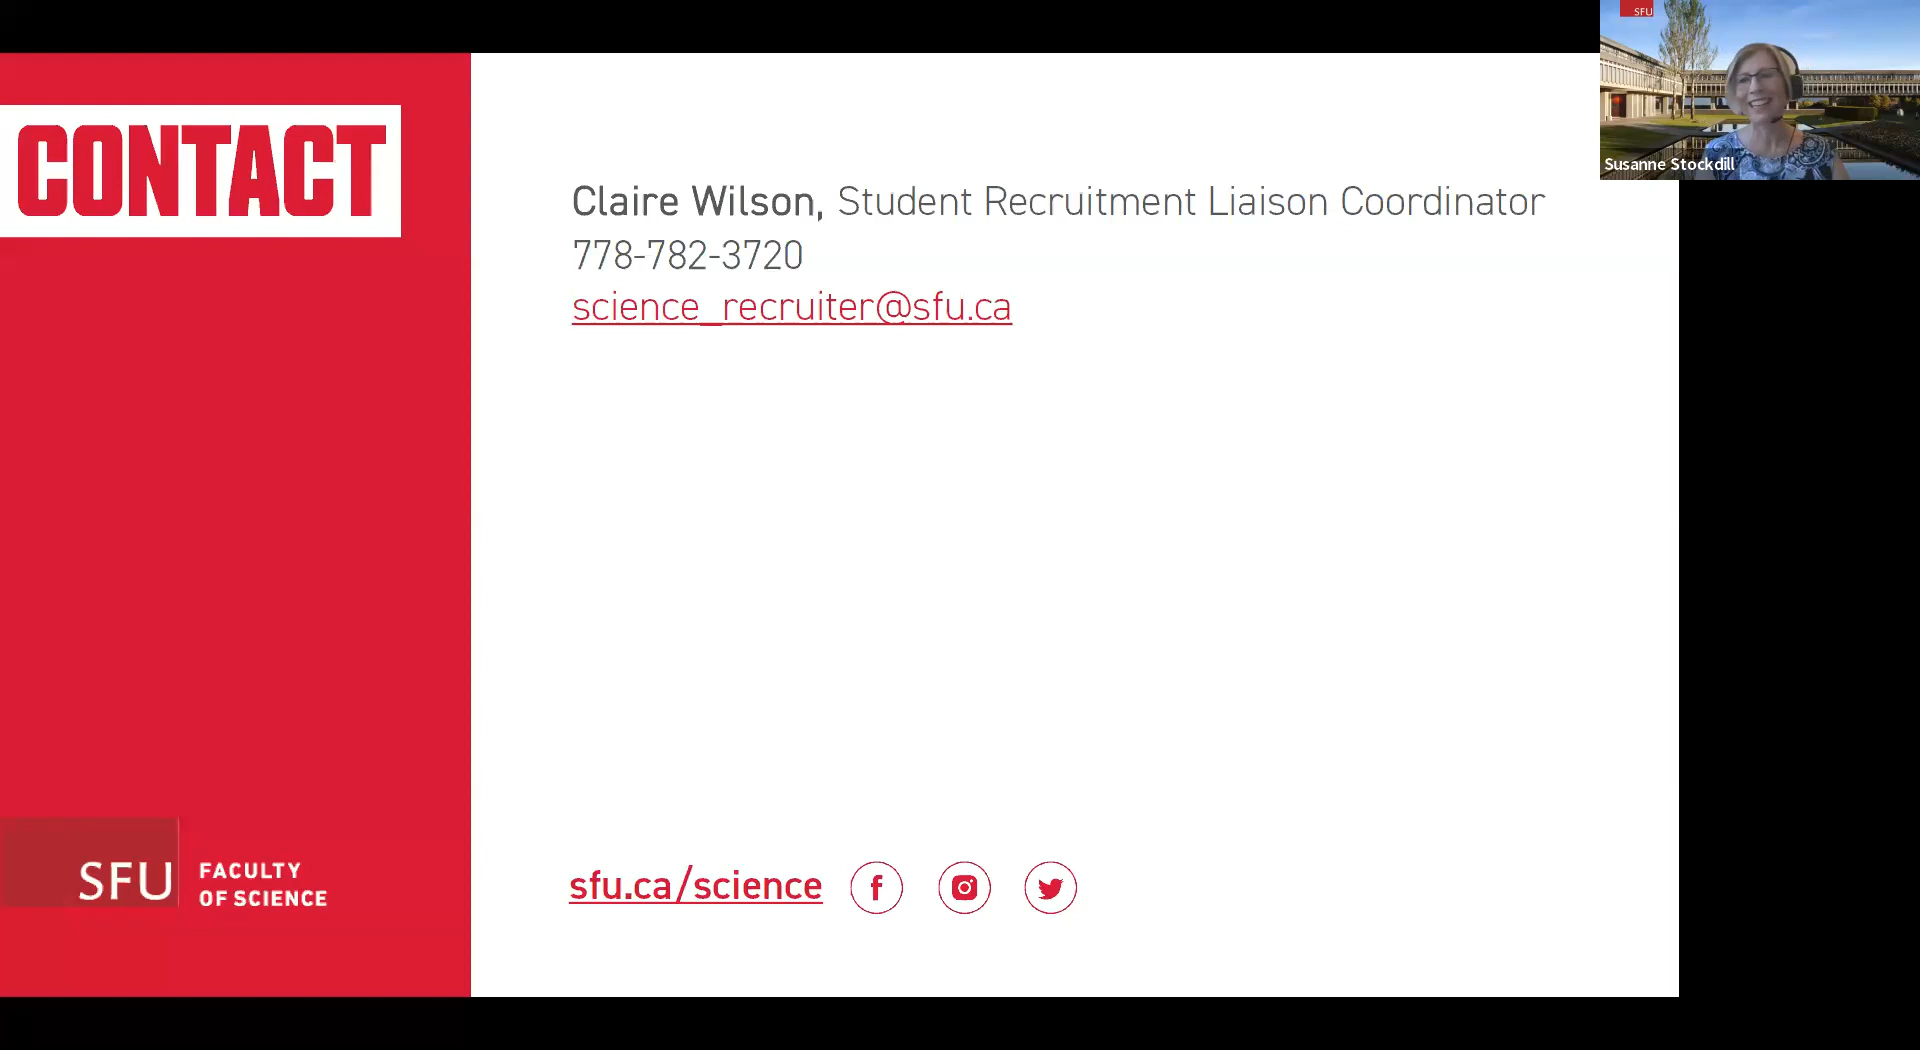 CONTACT
Claire Wilson, Student Recruitment Liaison Coordinator
778-782-3720
science_recruiter@sfu.ca
SFU
Susanne Stockdill
SFU FACULTY
OF SCIENCE
sfu.ca/science